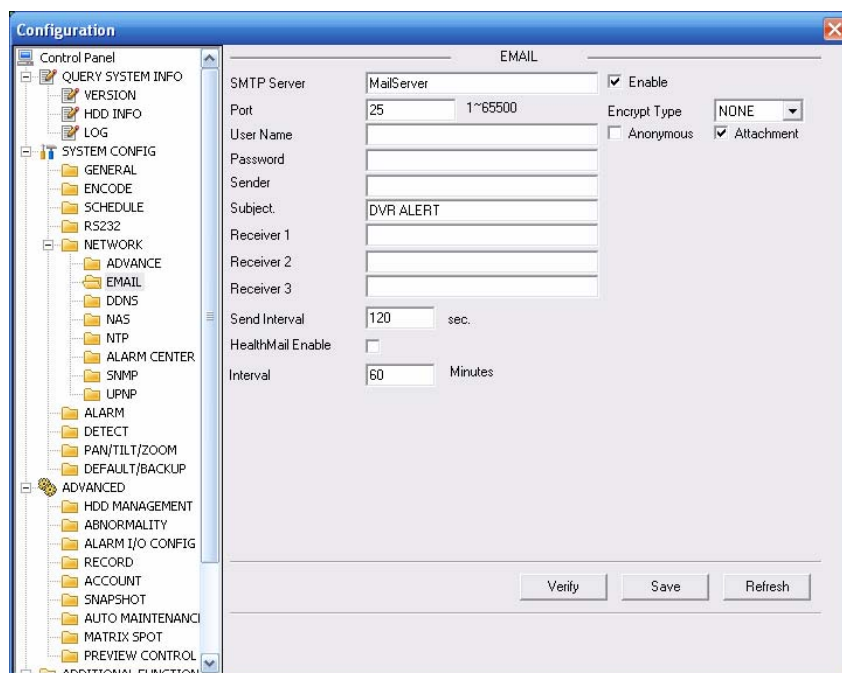 Configuration
Control Panel
QUERY SYSTEM INFO
VERSION
HDD INFO
LOG
SYSTEM CONFIG
GENERAL
ENCODE
SCHEDULE
RS232
NETWORK
ADVANCE
EMAIL
DDNS
NAS
NTP
ALARM CENTER
SNMP
UPNP
ALARM
DETECT
PAN/TILT/ZOOM
DEFAULT/BACKUP
ADVANCED
HDD MANAGEMENT
ABNORMALITY
ALARM I/O CONFIG
RECORD
ACCOUNT
SNAPSHOT
AUTO MAINTENANC
MATRIX SPOT
PREVIEW CONTROL
ADDITIONAL FUNCTION
EMAIL
SMTP Server MailServer Enable
Port 25 1~65500 Encrypt Type NONE
User Name Anonymous Attachment
Password
Sender
Subject. DVR ALERT
Receiver 1
Receiver 2
Receiver 3
Send Interval 120 sec.
HealthMail Enable
Interval 60 Minutes
Verify Save Refresh